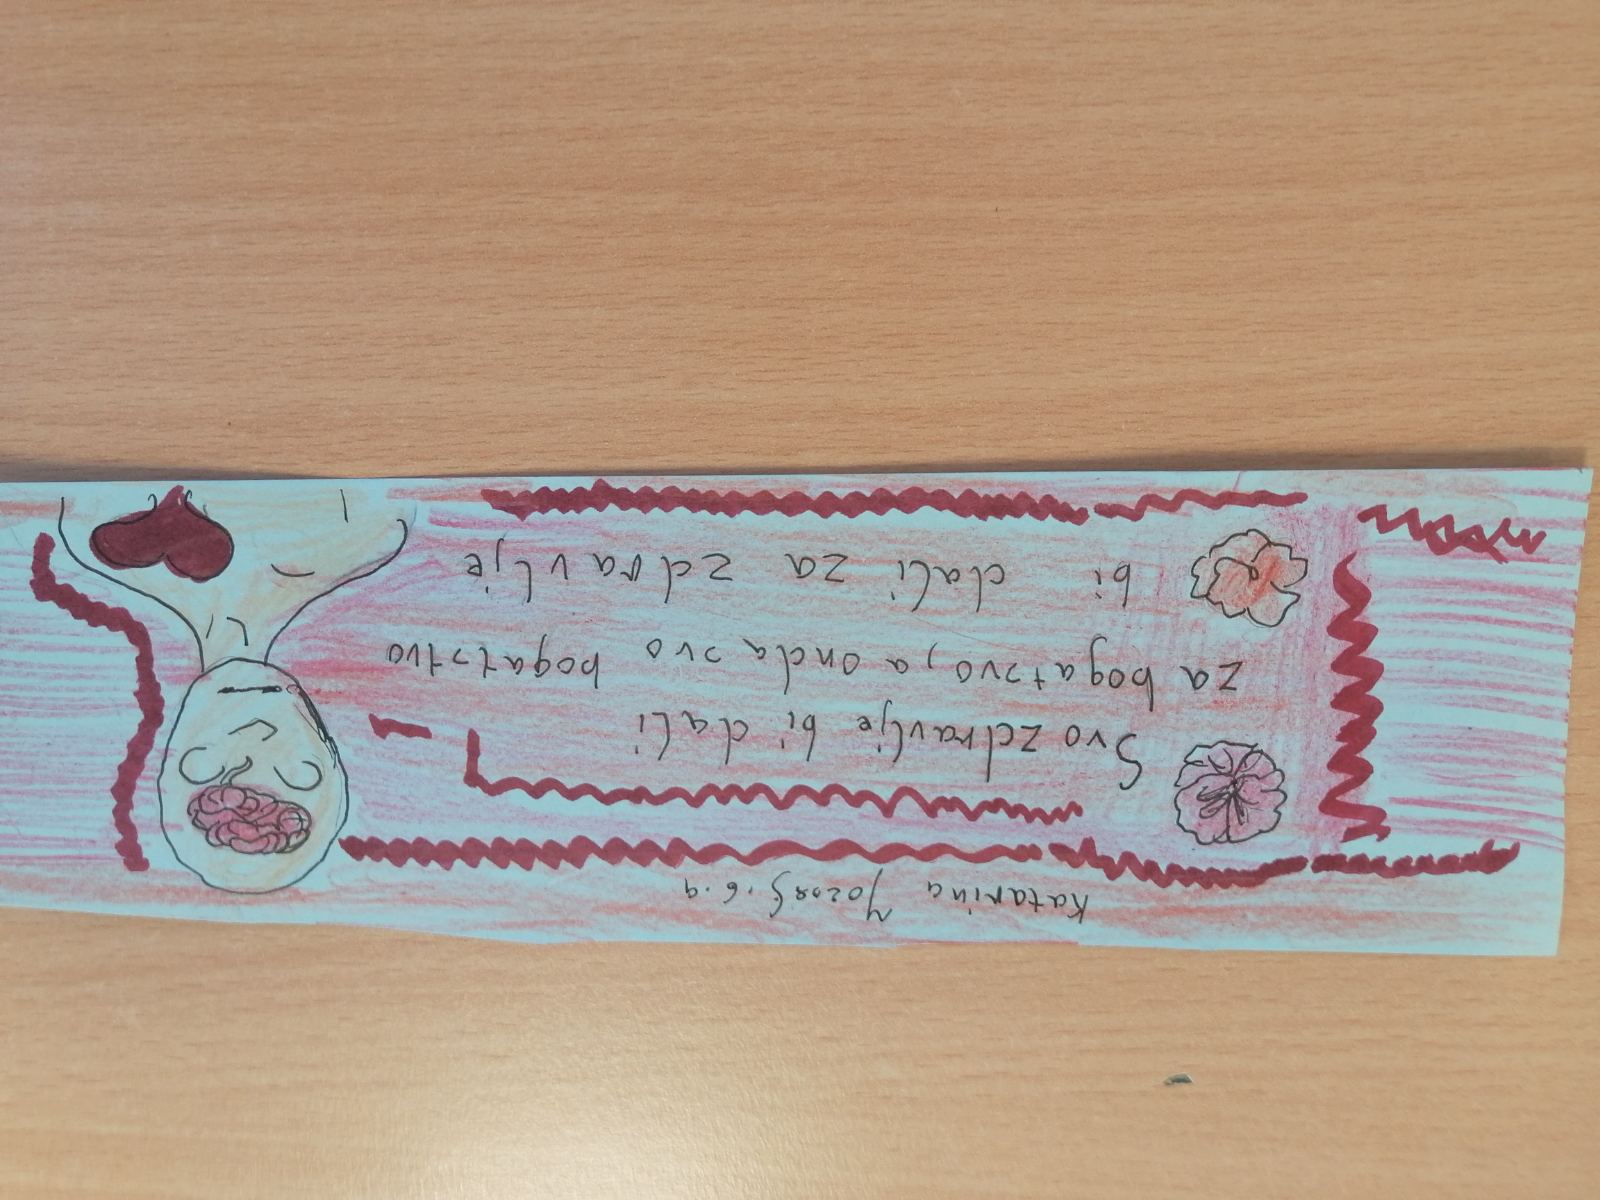 Katarina
Svo zdravlje bi dali
za bogatsvo, a onda svo bogatstvo
bi dali za zdravlje